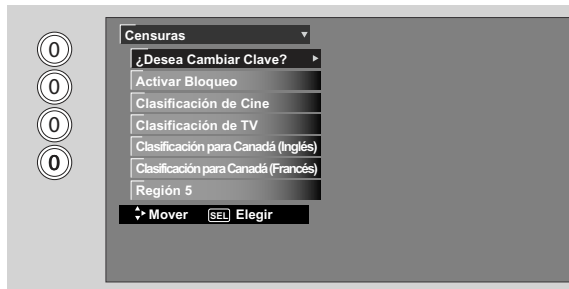 0
0
0
0
Censuras
¿Desea Cambiar Clave?
Activar Bloqueo
Clasificación de Cine
Clasificación de TV
Clasificación para Canadá (Inglés)
Clasificación para Canadá (Francés)
Región 5
Mover SEL Elegir